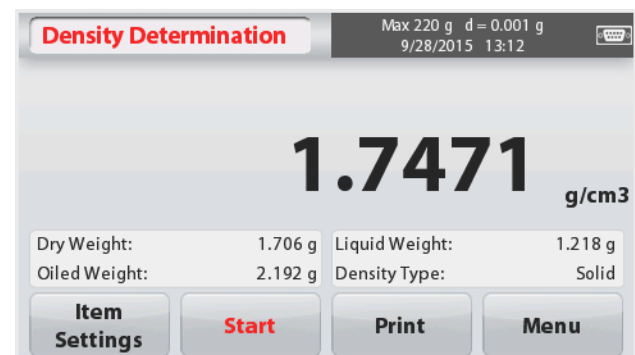 Density Determination
Max 220 g d = 0.001 g
9/28/2015 13:12
1.7471 g/cm3
Dry Weight: 1.706 g Liquid Weight: 1.218 g
Oiled Weight: 2.192 g Density Type: Solid
Item
Settings
Start
Print
Menu